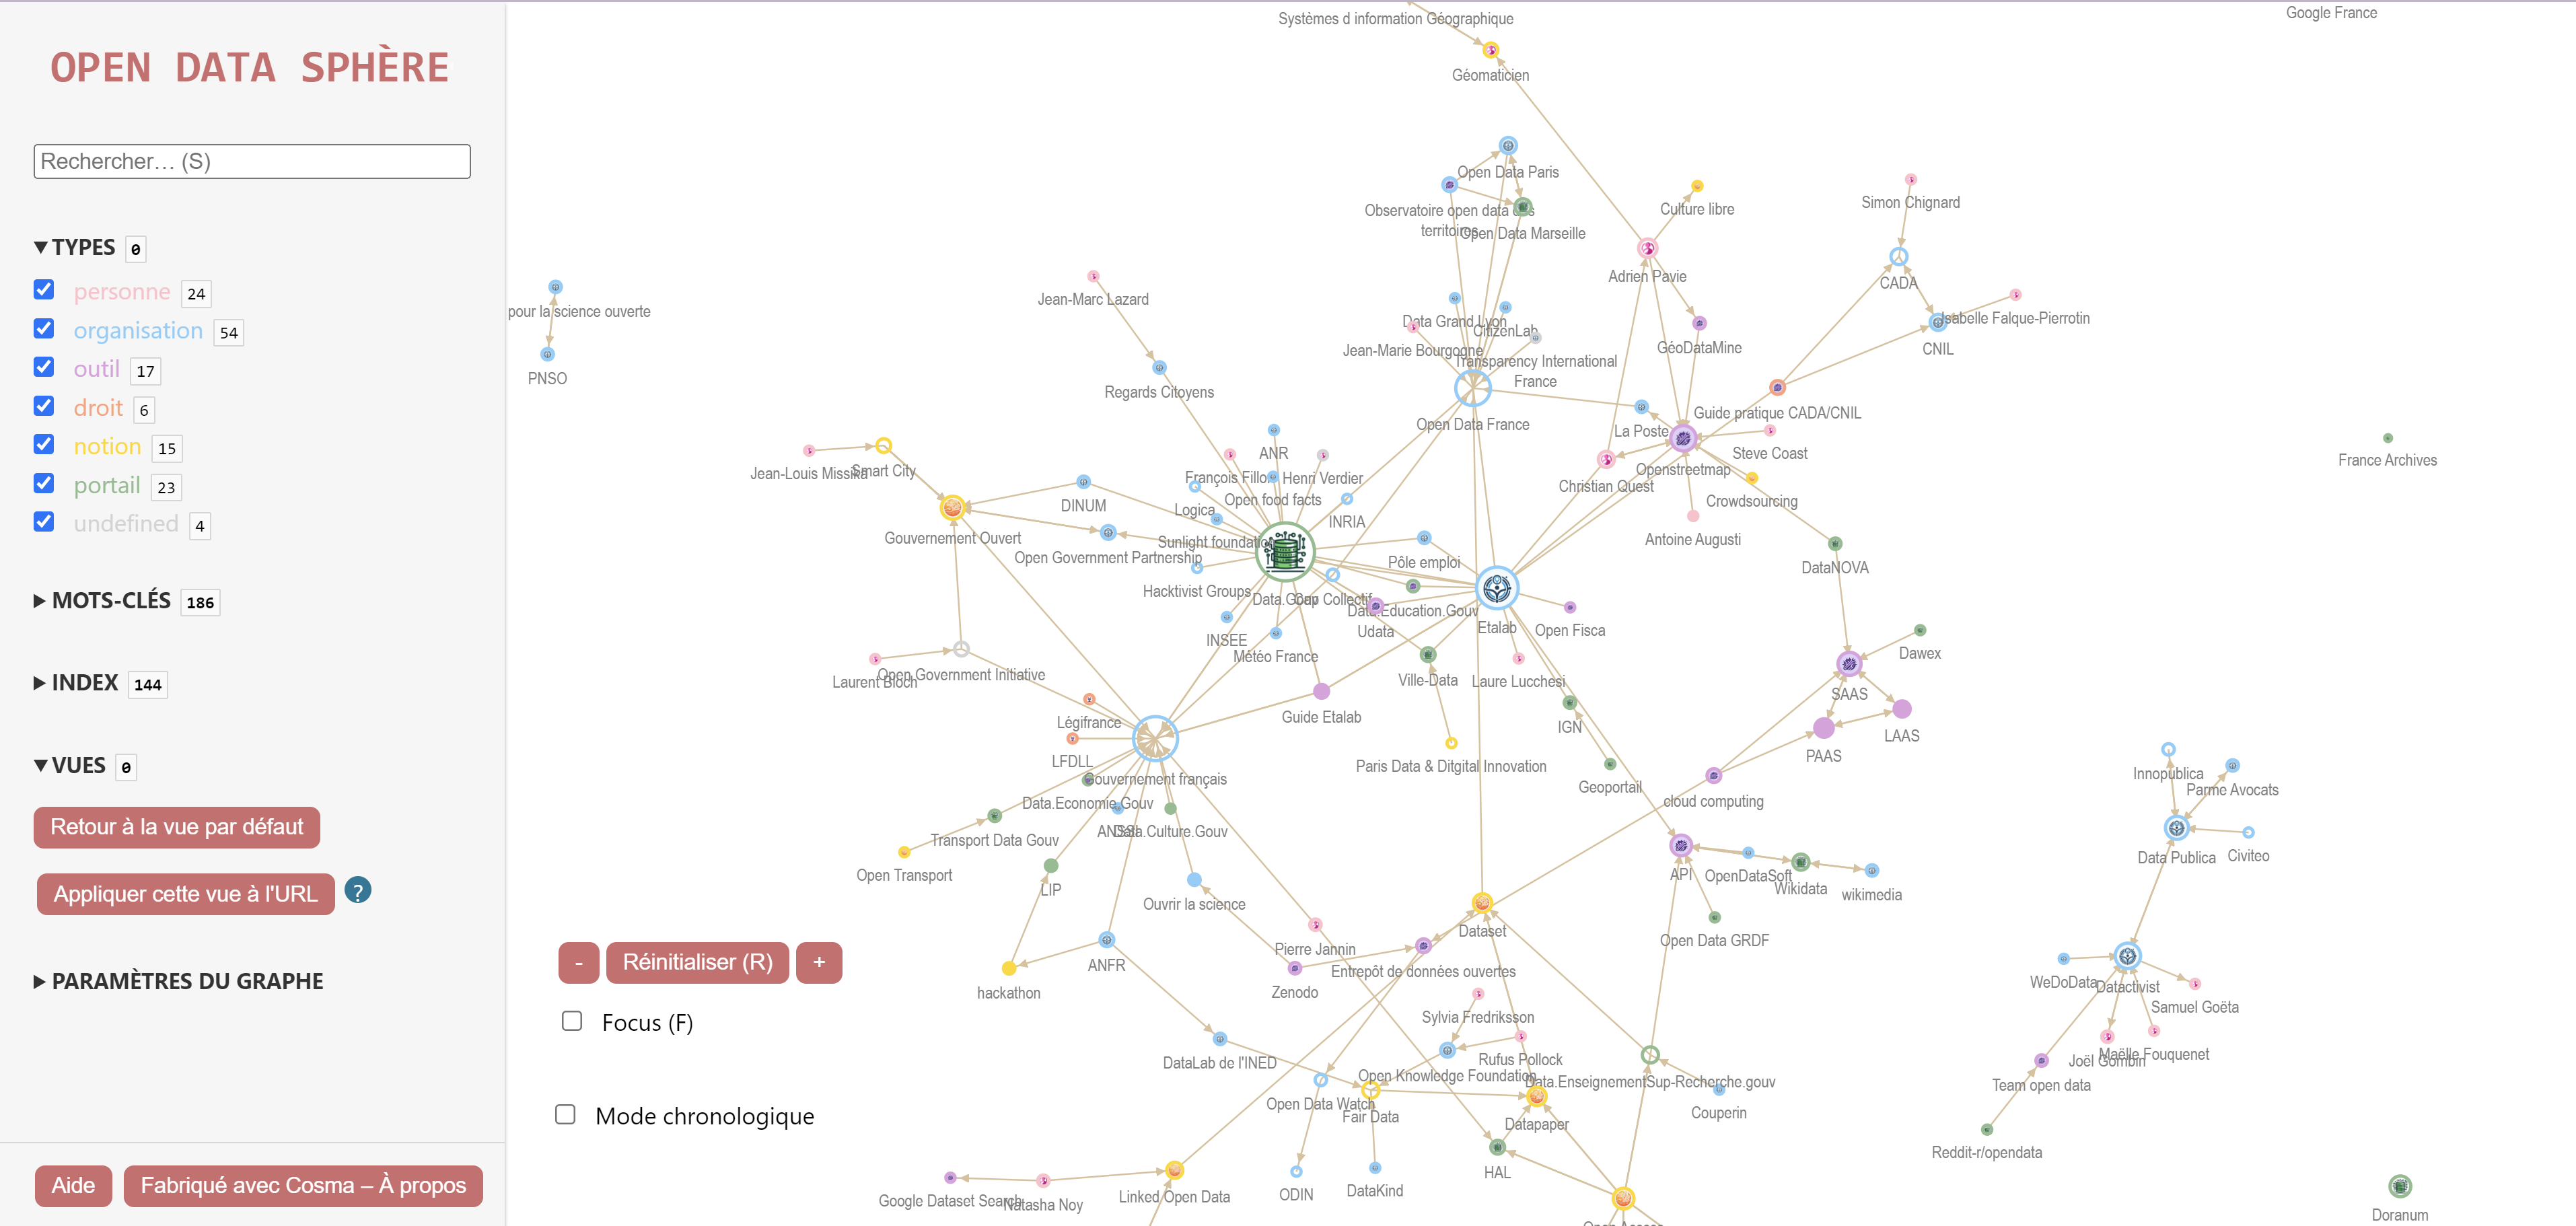 OPEN DATA SPHÈRE
Rechercher… (S)
▼ TYPES 0
personne 24
organisation 54
outil 17
droit 6
notion 15
portail 23
undefined 4
▶ MOTS-CLÉS 186
▶ INDEX 144
▼ VUES 0
Retour à la vue par défaut
Appliquer cette vue à l'URL ?
▶ PARAMÈTRES DU GRAPHE
Aide
Fabriqué avec Cosma – À propos
-
Réinitialiser (R)
+
Focus (F)
Mode chronologique
Systèmes d information Géographique
Google France
Géomaticien
Open Data Paris
Observatoire open data des
territoires
Open Data Marseille
Culture libre
Simon Chignard
Adrien Pavie
CADA
Jean-Marc Lazard
pour la science ouverte
Data Grand Lyon
CitizenLab
Isabelle Falque-Pierrotin
Jean-Marie Bourgogne
GéoDataMine
CNIL
Transparency International
France
PNSO
Regards Citoyens
Guide pratique CADA/CNIL
Open Data France
La Poste
ANR
Steve Coast
France Archives
Jean-Louis Missika
Smart City
Openstreetmap
François Fillon
Henri Verdier
Christian Quest
Open food facts
Crowdsourcing
DINUM
Logica
INRIA
Gouvernement Ouvert
Antoine Augusti
Sunlight foundation
Open Government Partnership
Pôle emploi
DataNOVA
Hacktivist Groups
Data.Gouv
Cap Collectif
Data.Education.Gouv
Etalab
Open Fisca
Udata
INSEE
Météo France
Dawex
Open Government Initiative
Laurent Bloch
Ville-Data
Laure Lucchesi
SAAS
Guide Etalab
Légifrance
IGN
LAAS
PAAS
LFDLL
Paris Data & Ditgital Innovation
Innopublica
Gouvernement français
Geoportail
Parme Avocats
Data.Economie.Gouv
cloud computing
ANSSI
Data.Culture.Gouv
Transport Data Gouv
Data Publica
Civiteo
Open Transport
API
OpenDataSoft
LIP
Wikidata
wikimedia
Ouvrir la science
Dataset
Open Data GRDF
Pierre Jannin
ANFR
Entrepôt de données ouvertes
WeDoData
Datactivist
hackathon
Zenodo
Samuel Goëta
Sylvia Fredriksson
Maëlle Fouquenet
Joël Gombin
DataLab de l'INED
Rufus Pollock
Open Knowledge Foundation
Data.EnseignementSup-Recherche.gouv
Team open data
Open Data Watch
Fair Data
Couperin
Datapaper
Reddit-r/opendata
HAL
ODIN
DataKind
Linked Open Data
Google Dataset Search
Natasha Noy
Doranum
Open Access